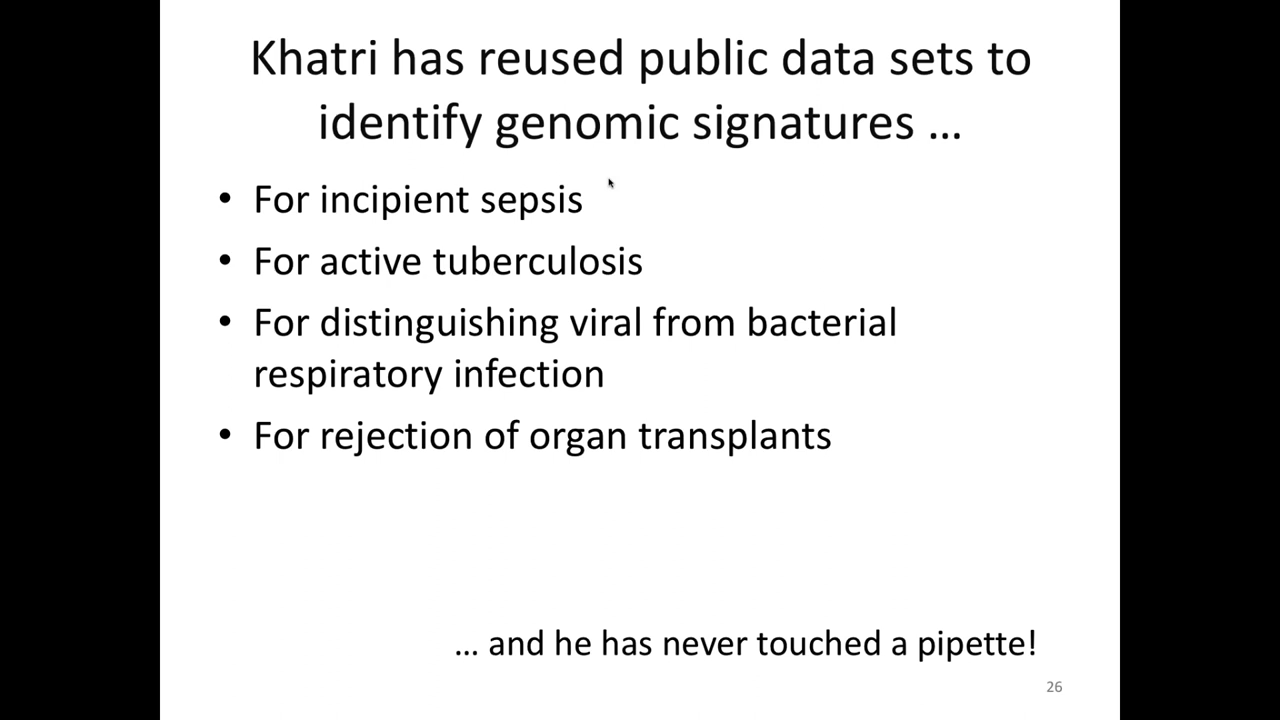 Khatri has reused public data sets to
identify genomic signatures …
• For incipient sepsis
• For active tuberculosis
• For distinguishing viral from bacterial
respiratory infection
• For rejection of organ transplants
… and he has never touched a pipette!
26